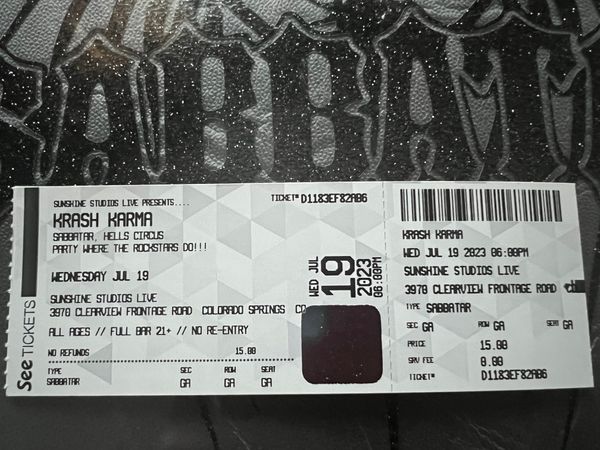 SABBAT
SUNSHINE STUDIOS LIVE PRESENTS....
TICKET# D1183EF82AB6
KRASH KARMA
SABBATAR, HELLS CIRCUS
PARTY WHERE THE ROCKSTARS DO!!!
WEDNESDAY JUL 19
SUNSHINE STUDIOS LIVE
3970 CLEARVIEW FRONTAGE ROAD COLORADO SPRINGS CO
ALL AGES // FULL BAR 21+ // NO RE-ENTRY
NO REFUNDS 15.00
TYPE SEC ROW SEAT
SABBATAR GA GA GA
See TICKETS
WED JUL
19
2023
06:00PM
KRASH KARMA
WED JUL 19 2023 06:00PM
SUNSHINE STUDIOS LIVE
3970 CLEARVIEW FRONTAGE ROAD
TYPE SABBATAR
SEC GA ROW GA SEAT GA
PRICE 15.00
SRV FEE 0.00
TICKET# D1183EF82AB6